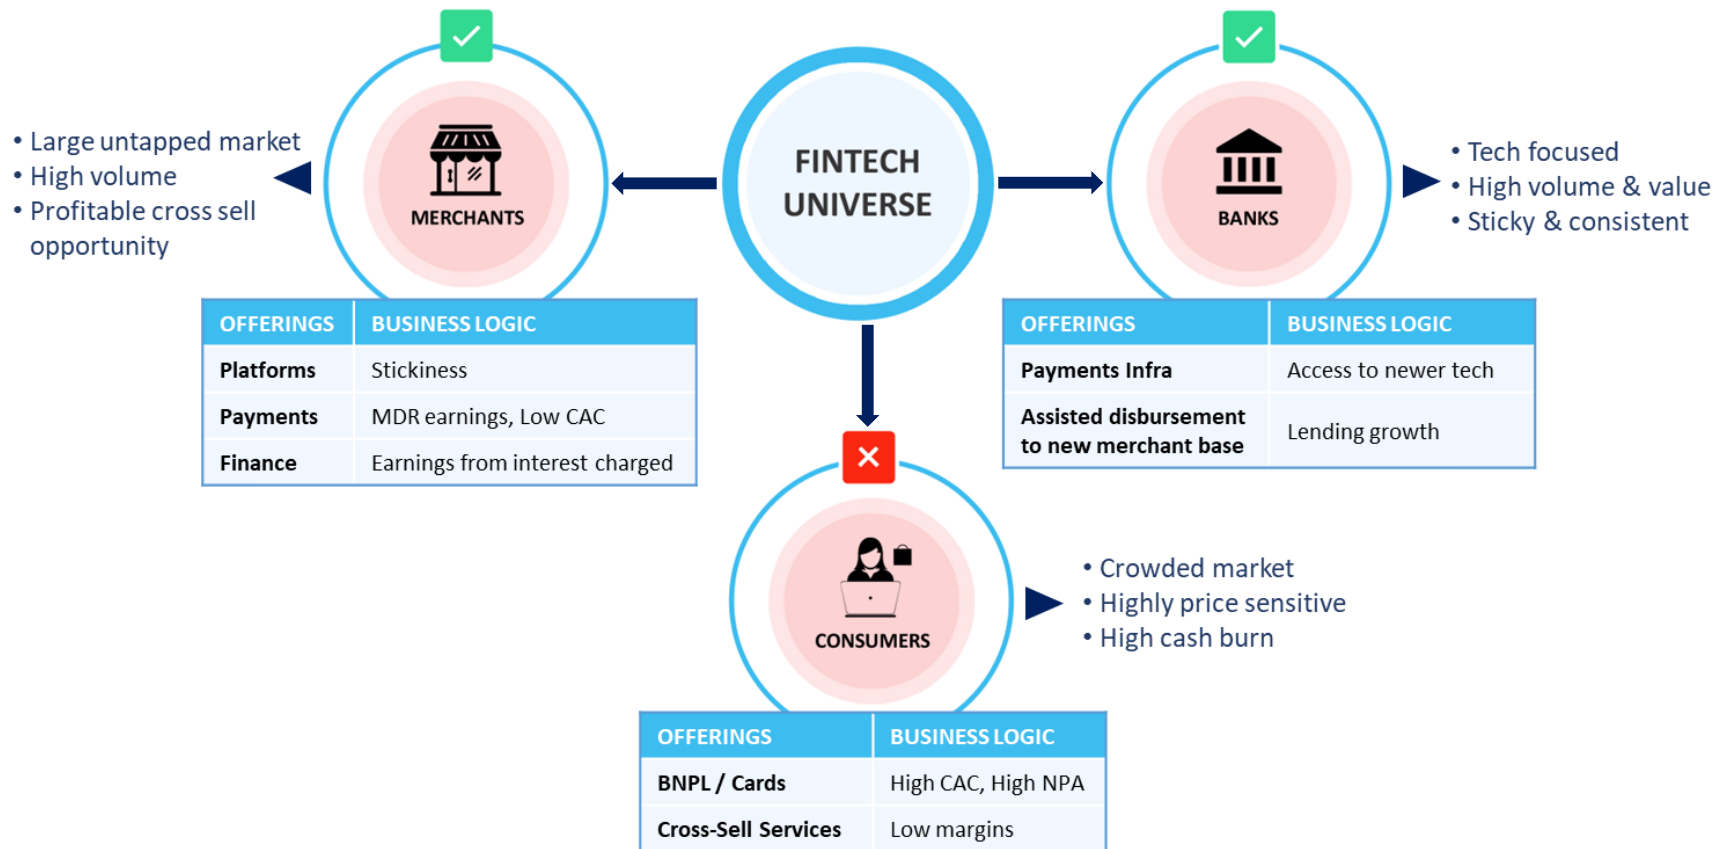 FINTECH
UNIVERSE
MERCHANTS
• Large untapped market
• High volume
• Profitable cross sell
opportunity
OFFERINGS BUSINESS LOGIC
Platforms Stickiness
Payments MDR earnings, Low CAC
Finance Earnings from interest charged
BANKS
• Tech focused
• High volume & value
• Sticky & consistent
OFFERINGS BUSINESS LOGIC
Payments Infra Access to newer tech
Assisted disbursement
to new merchant base Lending growth
CONSUMERS
• Crowded market
• Highly price sensitive
• High cash burn
OFFERINGS BUSINESS LOGIC
BNPL / Cards High CAC, High NPA
Cross-Sell Services Low margins